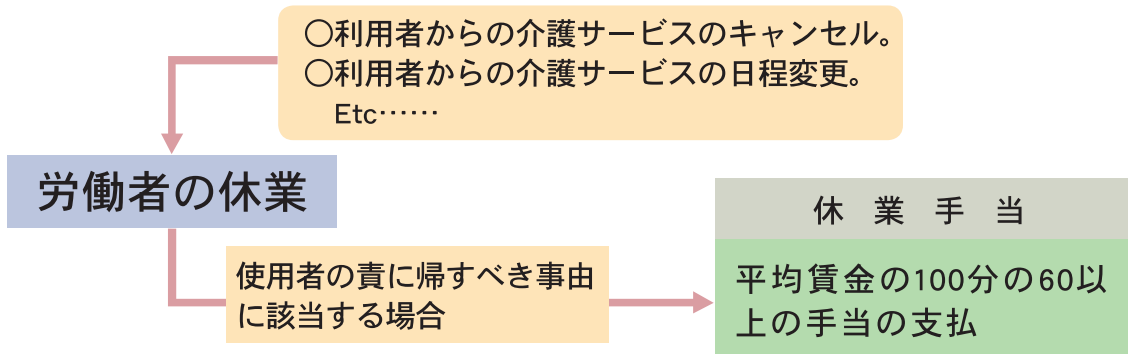 ○利用者からの介護サービスのキャンセル。
○利用者からの介護サービスの日程変更。
Etc……
労働者の休業
使用者の責に帰すべき事由
に該当する場合
休業手当
平均賃金の100分の60以
上の手当の支払